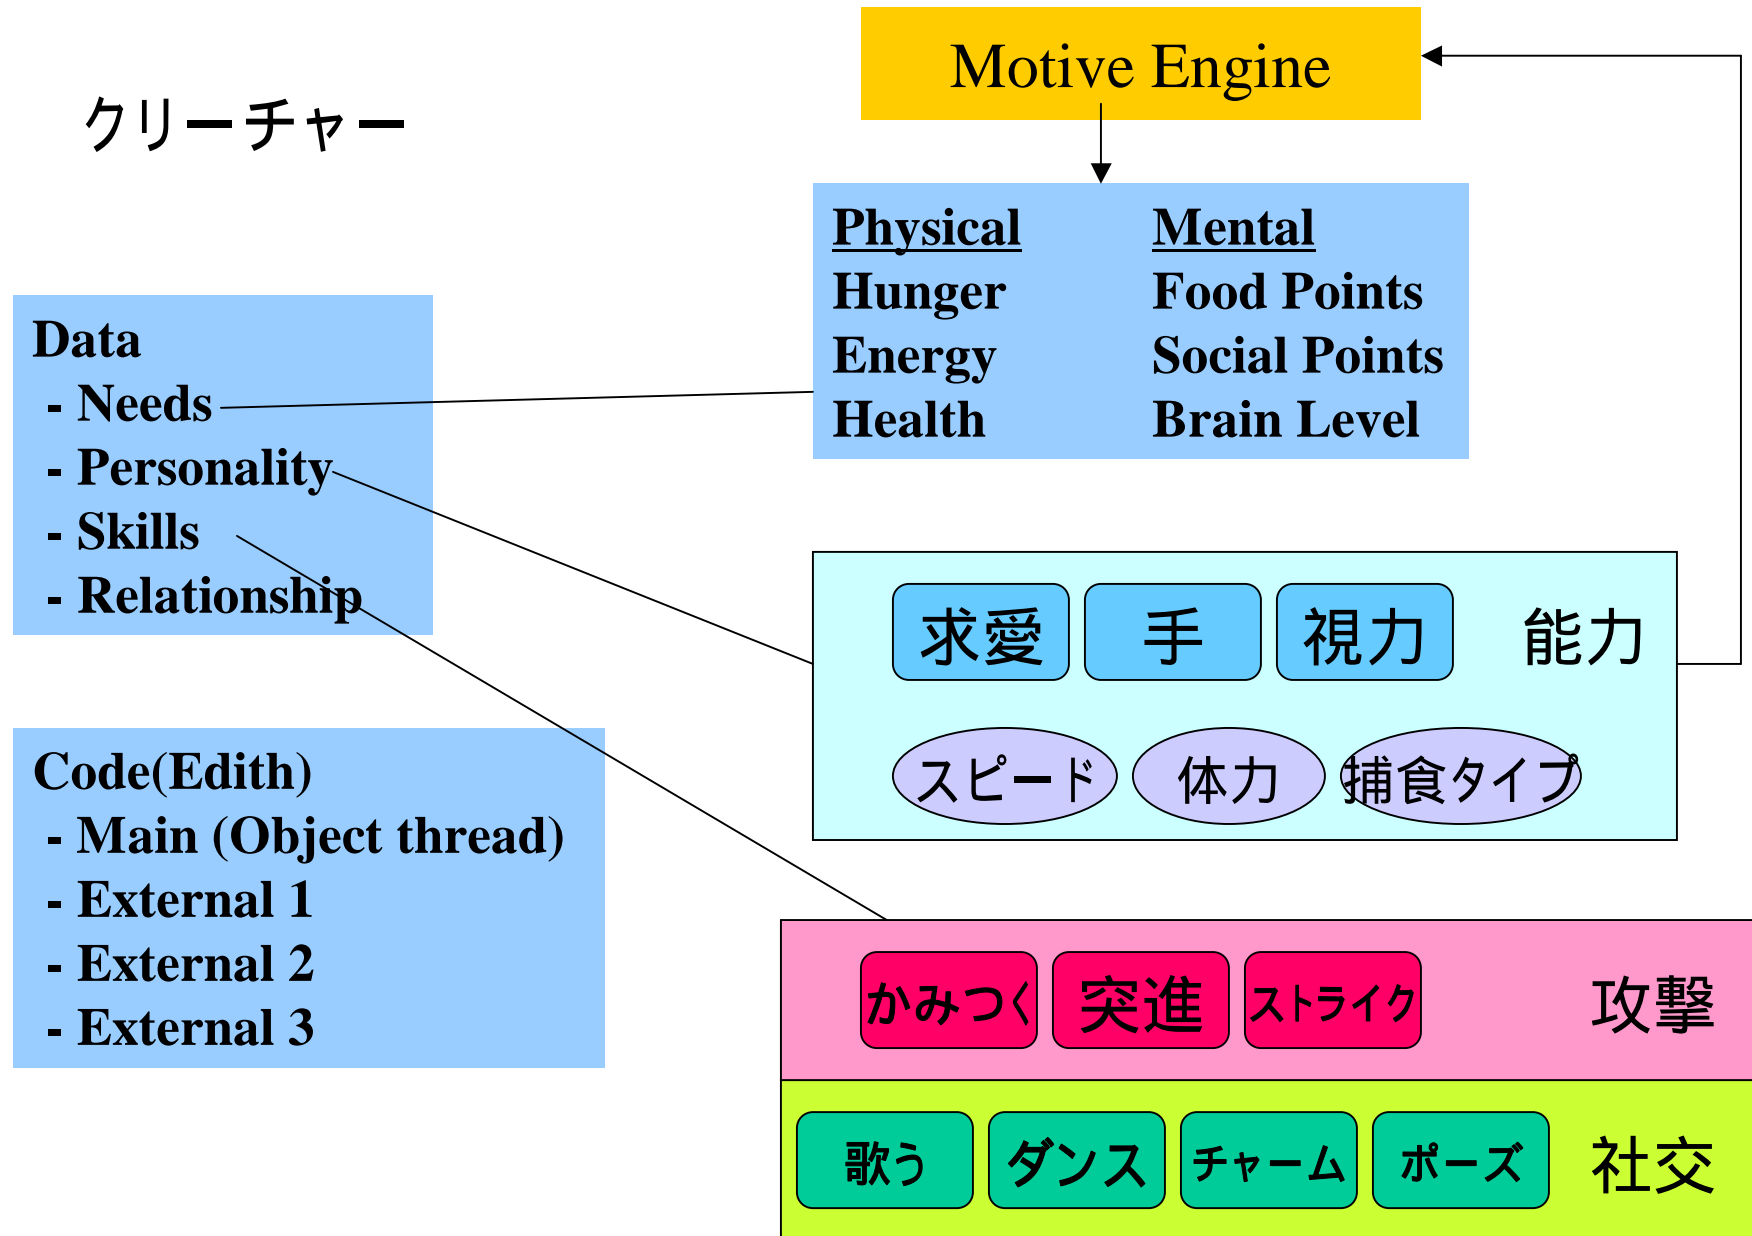 Motive Engine
クリーチャー
Physical Mental
Hunger Food Points
Energy Social Points
Health Brain Level
Data
- Needs
- Personality
- Skills
- Relationship
求愛 手 視力 能力
スピード 体力 捕食タイプ
Code(Edith)
- Main (Object thread)
- External 1
- External 2
- External 3
かみつく 突進 ストライク 攻撃
歌う ダンス チャーム ポーズ 社交